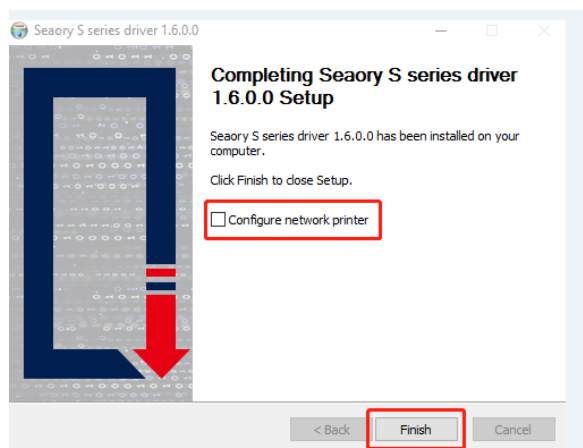 Seaory S series driver 1.6.0.0
Completing Seaory S series driver
1.6.0.0 Setup
Seaory S series driver 1.6.0.0 has been installed on your
computer.
Click Finish to close Setup.
Configure network printer
< Back
Finish
Cancel